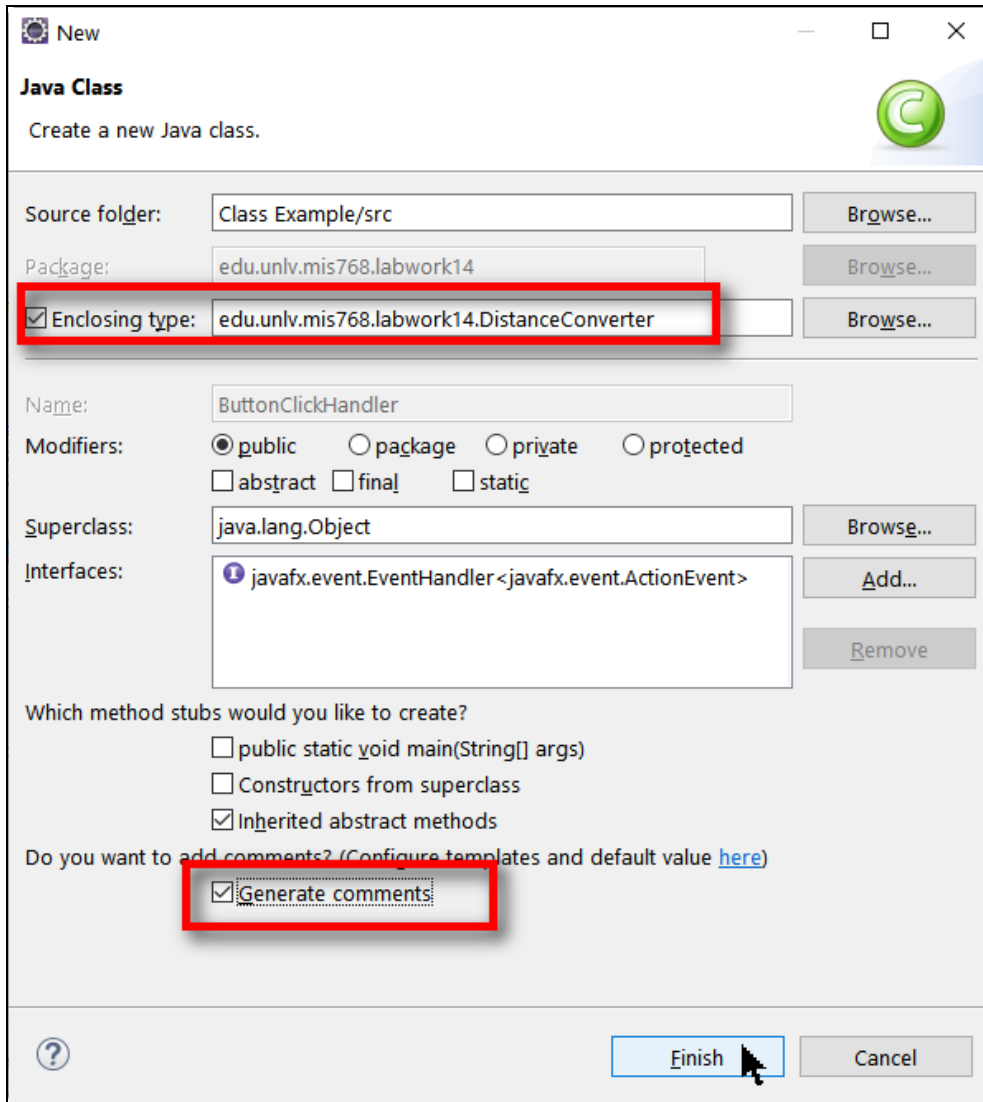 New
Java Class
Create a new Java class.
C
Source folder: Class Example/src Browse...
Package: edu.unlv.mis768.labwork14 Browse...
Enclosing type: edu.unlv.mis768.labwork14.DistanceConverter Browse...
Name: ButtonClickHandler
Modifiers: public package private protected
abstract final static
Superclass: java.lang.Object Browse...
Interfaces: I javafx.event.EventHandler<javafx.event.ActionEvent> Add...
Remove
Which method stubs would you like to create?
public static void main(String[] args)
Constructors from superclass
Inherited abstract methods
Do you want to add comments? (Configure templates and default value here)
Generate comments
? Finish Cancel